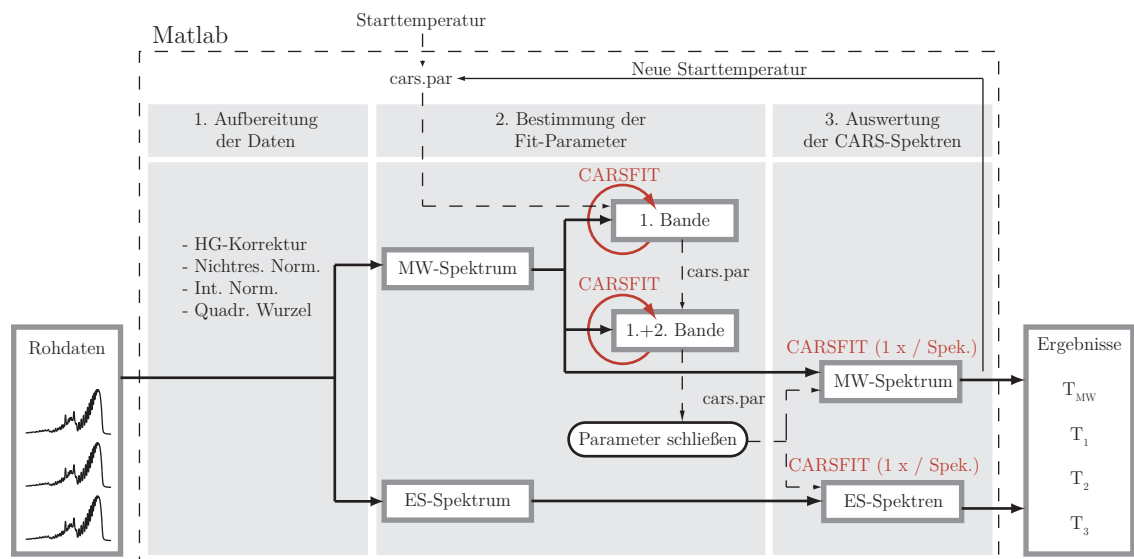 Starttemperatur
Matlab
cars.par
Neue Starttemperatur
1. Aufbereitung
der Daten
2. Bestimmung der
Fit-Parameter
3. Auswertung
der CARS-Spektren
CARSFIT
1. Bande
- HG-Korrektur
- Nichtres. Norm.
- Int. Norm.
- Quadr. Wurzel
MW-Spektrum
cars.par
CARSFIT
1.+2. Bande
Rohdaten
CARSFIT (1 x / Spek.)
MW-Spektrum
cars.par
Parameter schließen
CARSFIT (1 x / Spek.)
ES-Spektrum
ES-Spektren
Ergebnisse
T_MW
T_1
T_2
T_3